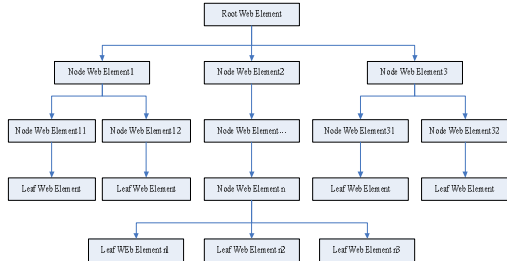 Root Web Element
Node Web Element1 Node Web Element2 Node Web Element3
Node Web Element11 Node Web Element12 Node Web Element... Node Web Element31 Node Web Element32
Leaf Web Element Leaf Web Element Node Web Element n Leaf Web Element Leaf Web Element
Leaf WEb Element n1 Leaf Web Element n2 Leaf Web Element n3